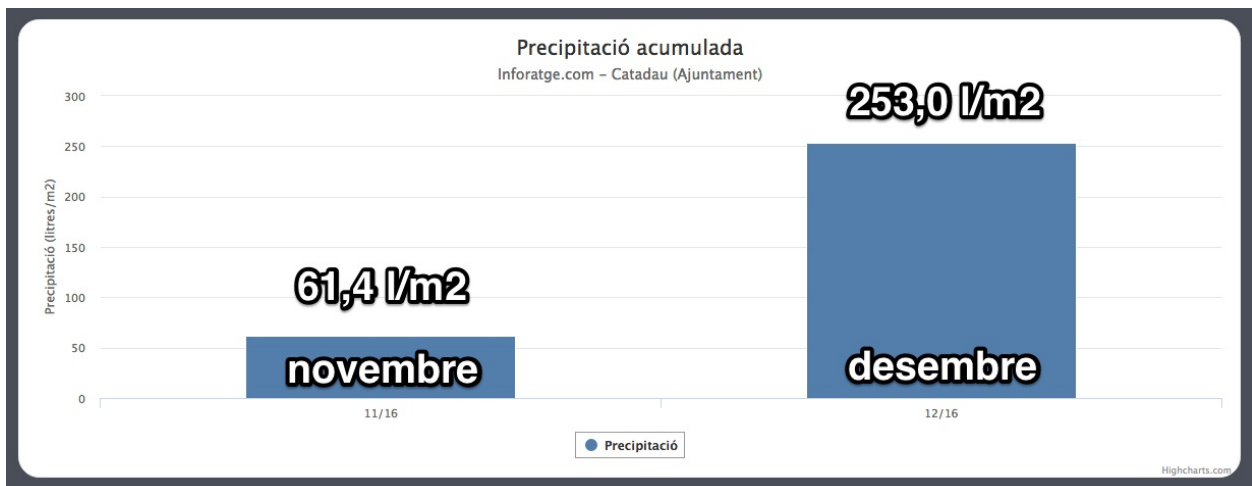 Precipitació acumulada
Inforatge.com – Catadau (Ajuntament)
Precipitació (litres/m2)
300
250
200
150
100
50
0
61,4 l/m2
novembre
253,0 l/m2
desembre
11/16
12/16
Precipitació
Highcharts.com